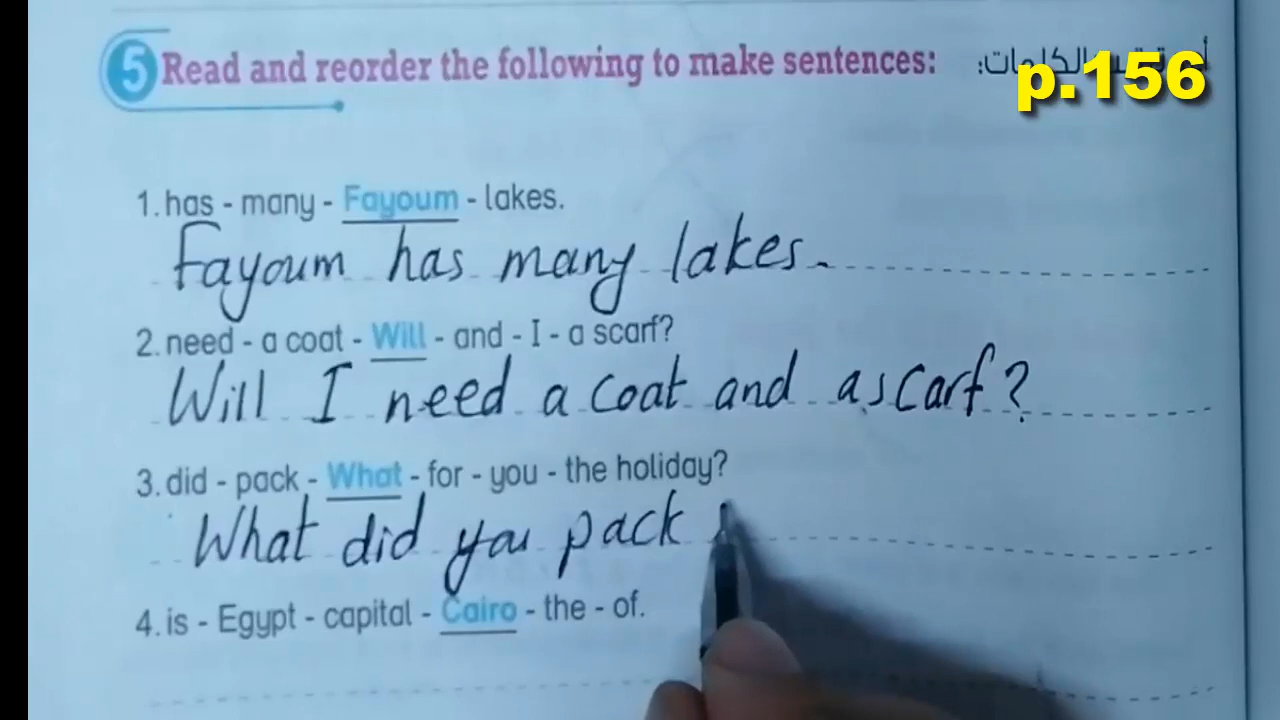 5 Read and reorder the following to make sentences: الكلمات:
p.156
1. has - many - Fayoum - lakes.
Fayoum has many lakes.
2. need - a coat - Will - and - I - a scarf?
Will I need a coat and a scarf?
3. did - pack - What - for - you - the holiday?
What did you pack
4. is - Egypt - capital - Cairo - the - of.